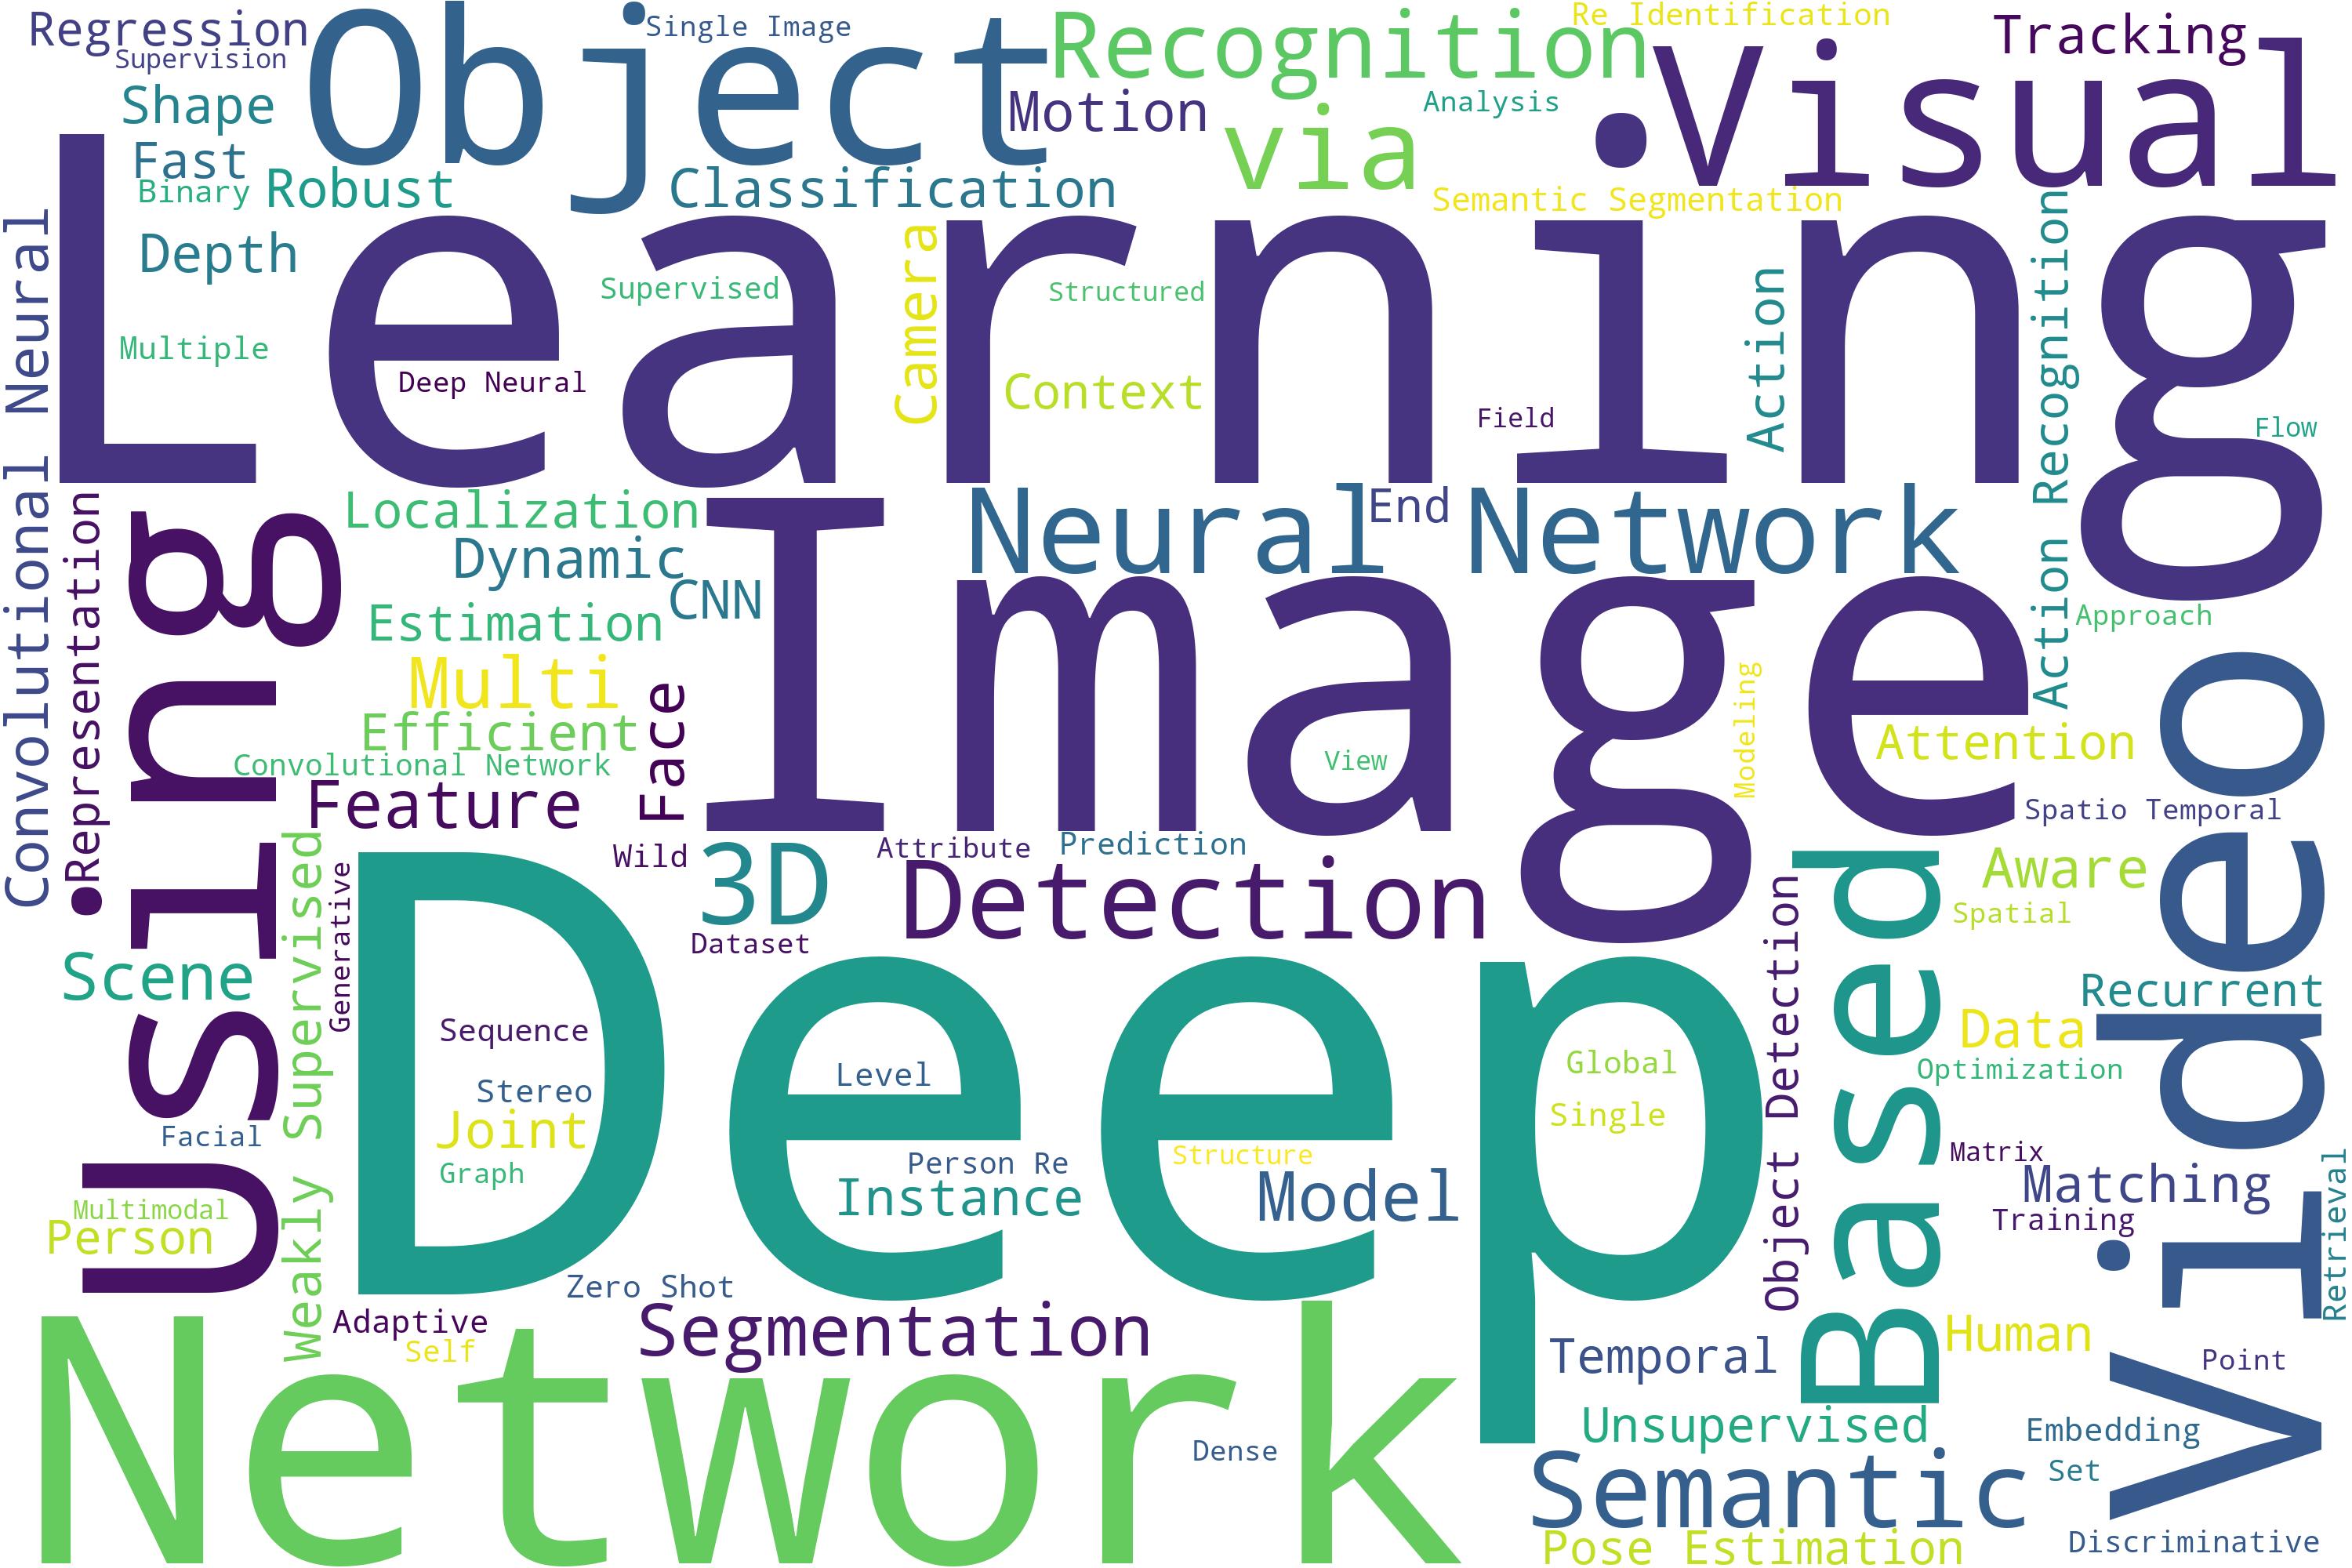 Regression
Supervision
Object
Single Image
Recognition
Re Identification
Tracking
Shape
Motion
Analysis
Visual
Fast
via
Binary
Robust
Classification
Semantic Segmentation
Convolutional Neural
Learning
Depth
Supervised
Camera
Structured
Action
Action Recognition
Multiple
Deep Neural
Context
Field
Flow
Representation
Using
Localization
Neural Network
End
Dynamic
CNN
Image
Estimation
Approach
Multi
Face
Modeling
Video
Efficient
Convolutional Network
View
Attention
Feature
Spatio Temporal
Wild
Attribute
Prediction
3D
Detection
Aware
Weakly Supervised
Generative
Dataset
Object Detection
Based
Spatial
Scene
Deep
Recurrent
Sequence
Data
Stereo
Level
Global
Optimization
Joint
Single
Facial
Graph
Person Re
Structure
Matrix
Instance
Model
Matching
Retrieval
Multimodal
Person
Training
Zero Shot
Adaptive
Self
Segmentation
Temporal
Human
Point
Network
Unsupervised
Dense
Embedding
Semantic
Set
Pose Estimation
Discriminative